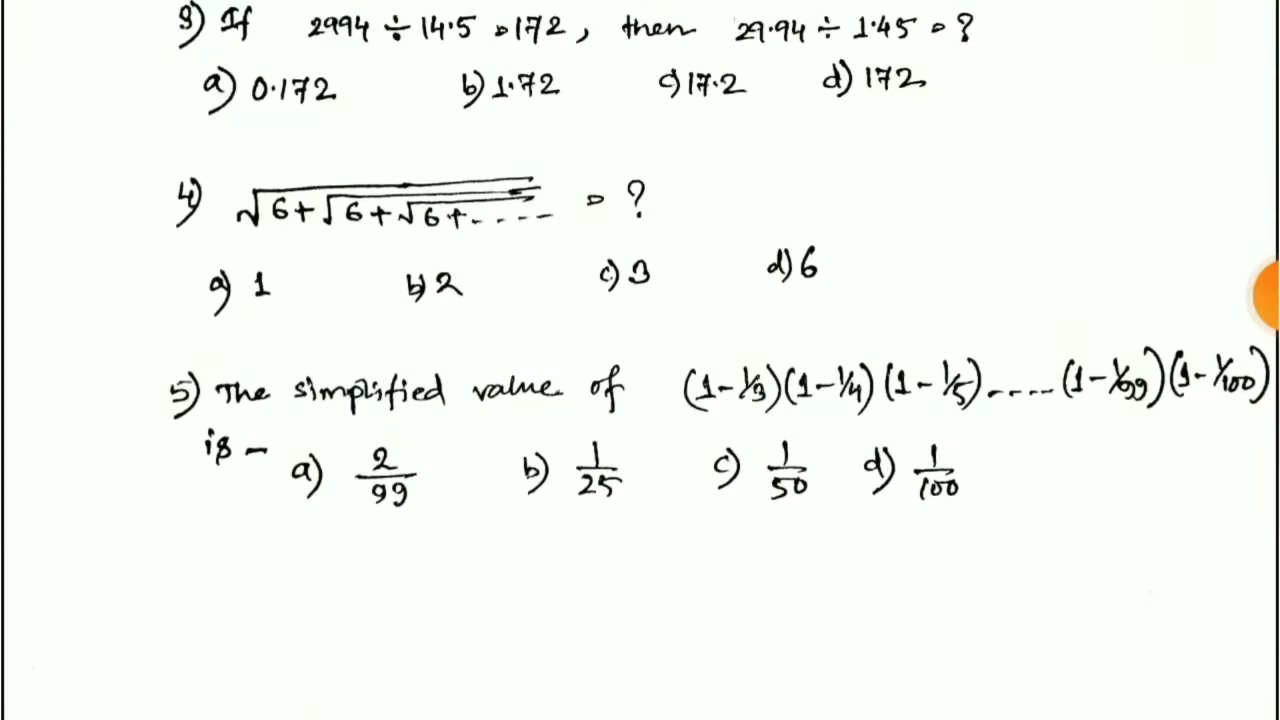 3) If 2994 ÷ 14.5 = 172, then 29.94 ÷ 1.45 = ?
a) 0.172 b) 1.72 c) 17.2 d) 172
4) √6+√6+√6+..... = ?
a) 1 b) 2 c) 3 d) 6
5) The simplified value of (1-1/3)(1-1/4)(1-1/5).....(1-1/99)(1-1/100)
is - a) 2/99 b) 1/25 c) 1/50 d) 1/100